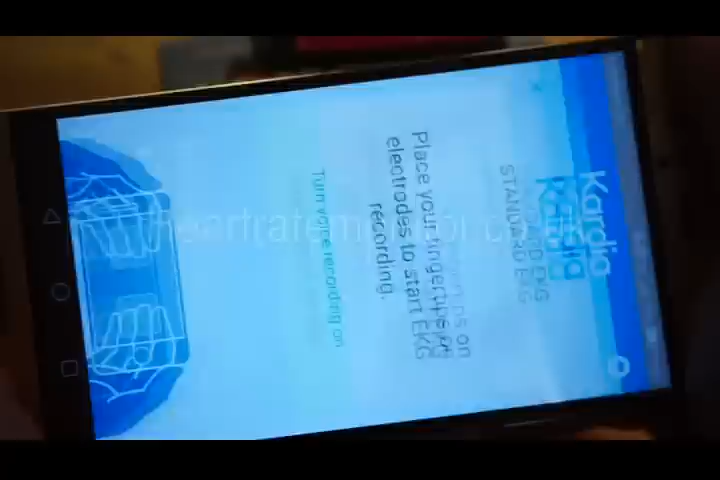 Kardia
STANDARD EKG
Place your fingertips on
electrodes to start EKG
recording.
Turn voice recording on